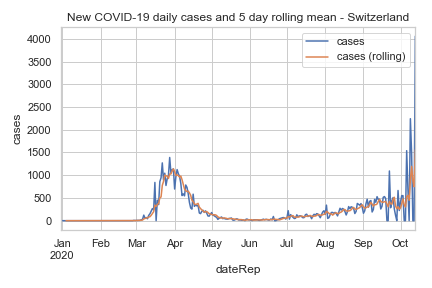 New COVID-19 daily cases and 5 day rolling mean - Switzerland
cases
cases (rolling)
4000
3500
3000
2500
2000
1500
1000
500
0
cases
Jan Feb Mar Apr May Jun Jul Aug Sep Oct
2020
dateRep